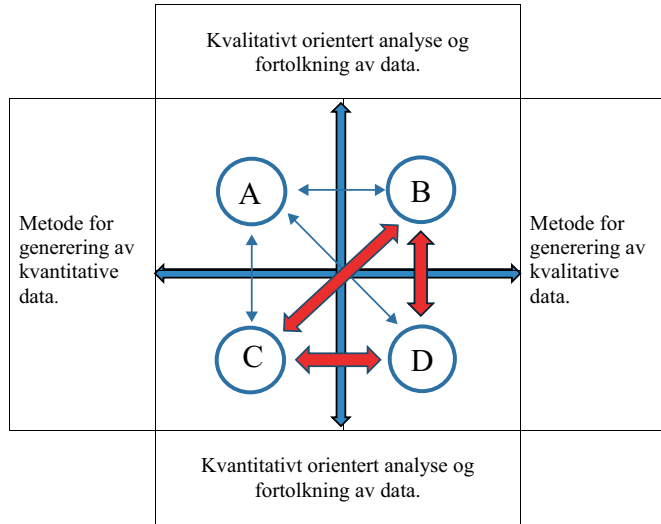 Kvalitativt orientert analyse og
fortolkning av data.
A
B
Metode for
generering av
kvantitative
data.
Metode for
generering av
kvalitative
data.
C
D
Kvantitativt orientert analyse og
fortolkning av data.